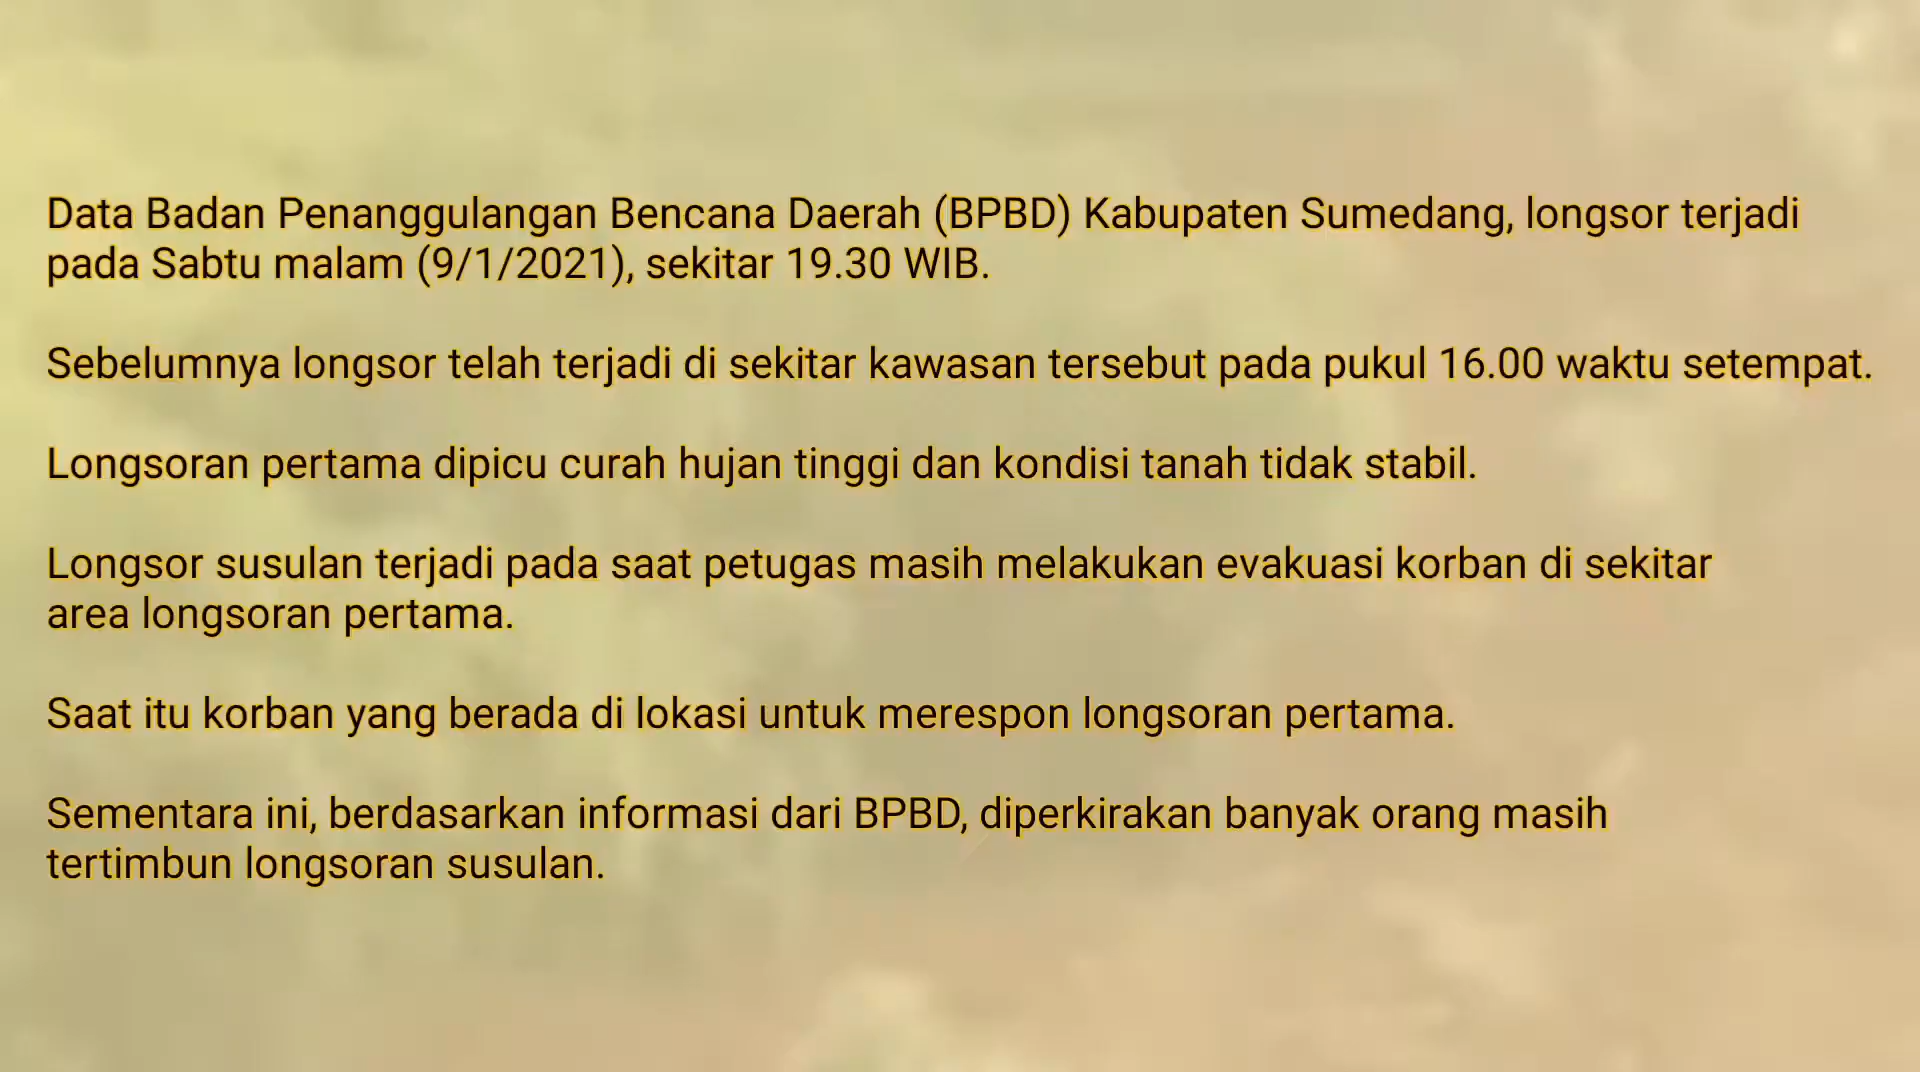 Data Badan Penanggulangan Bencana Daerah (BPBD) Kabupaten Sumedang, longsor terjadi
pada Sabtu malam (9/1/2021), sekitar 19.30 WIB.
Sebelumnya longsor telah terjadi di sekitar kawasan tersebut pada pukul 16.00 waktu setempat.
Longsoran pertama dipicu curah hujan tinggi dan kondisi tanah tidak stabil.
Longsor susulan terjadi pada saat petugas masih melakukan evakuasi korban di sekitar
area longsoran pertama.
Saat itu korban yang berada di lokasi untuk merespon longsoran pertama.
Sementara ini, berdasarkan informasi dari BPBD, diperkirakan banyak orang masih
tertimbun longsoran susulan.